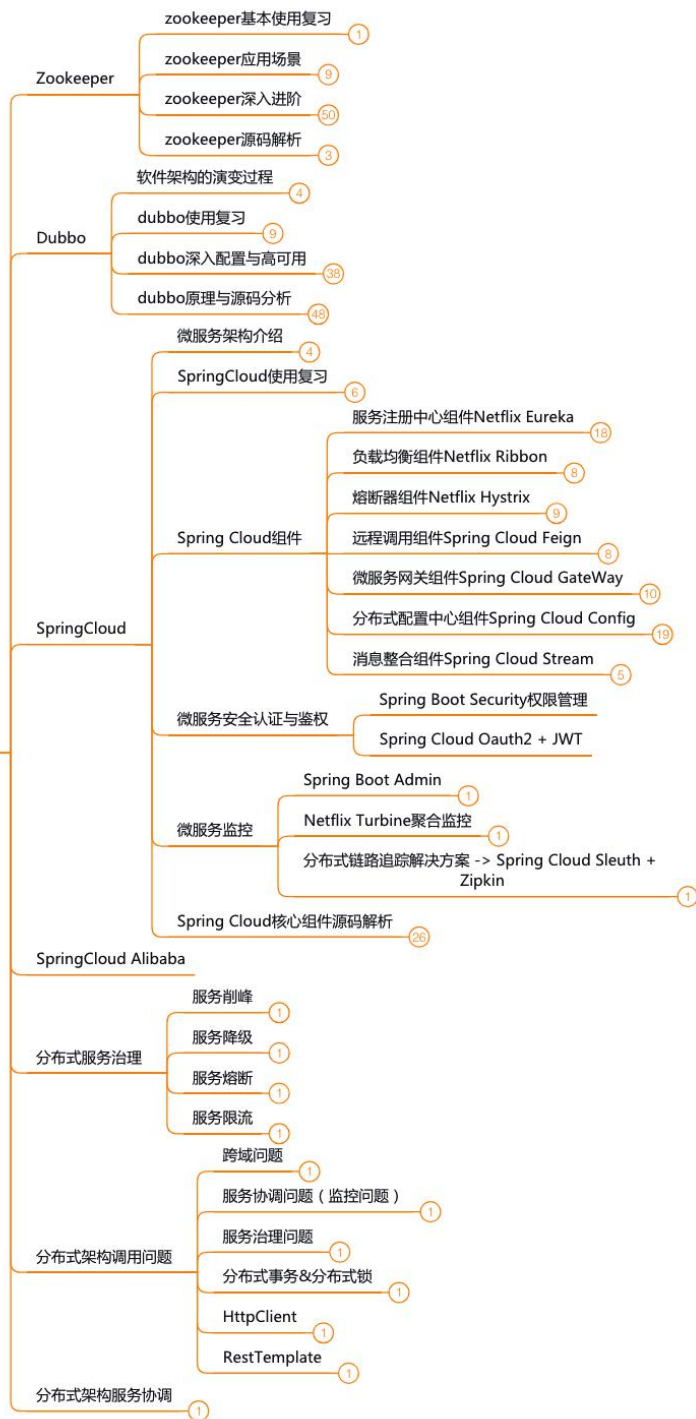 Zookeeper
zookeeper基本使用复习
1
zookeeper应用场景
9
zookeeper深入进阶
50
zookeeper源码解析
3
Dubbo
软件架构的演变过程
4
dubbo使用复习
9
dubbo深入配置与高可用
38
dubbo原理与源码分析
48
SpringCloud
微服务架构介绍
4
SpringCloud使用复习
6
Spring Cloud组件
服务注册中心组件Netflix Eureka
18
负载均衡组件Netflix Ribbon
8
熔断器组件Netflix Hystrix
9
远程调用组件Spring Cloud Feign
8
微服务网关组件Spring Cloud GateWay
10
分布式配置中心组件Spring Cloud Config
19
消息整合组件Spring Cloud Stream
5
微服务安全认证与鉴权
Spring Boot Security权限管理
Spring Cloud Oauth2 + JWT
微服务监控
Spring Boot Admin
1
Netflix Turbine聚合监控
1
分布式链路追踪解决方案 -> Spring Cloud Sleuth +
Zipkin
1
Spring Cloud核心组件源码解析
26
SpringCloud Alibaba
分布式服务治理
服务削峰
1
服务降级
1
服务熔断
1
服务限流
1
分布式架构调用问题
跨域问题
1
服务协调问题（监控问题）
1
服务治理问题
1
分布式事务&分布式锁
1
HttpClient
1
RestTemplate
1
分布式架构服务协调
1